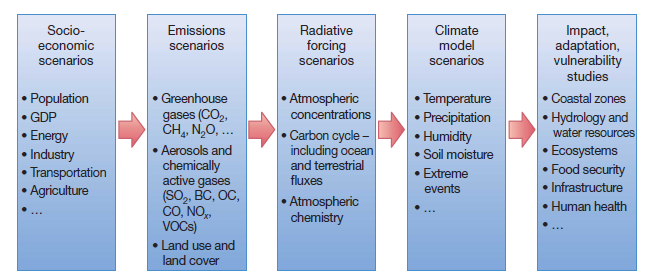 Socio-
economic
scenarios
• Population
• GDP
• Energy
• Industry
• Transportation
• Agriculture
• ...
Emissions
scenarios
• Greenhouse
gases (CO₂,
CH₄, N₂O, ...
• Aerosols and
chemically
active gases
(SO₂, BC, OC,
CO, NOₓ,
VOCs)
• Land use and
land cover
Radiative
forcing
scenarios
• Atmospheric
concentrations
• Carbon cycle –
including ocean
and terrestrial
fluxes
• Atmospheric
chemistry
Climate
model
scenarios
• Temperature
• Precipitation
• Humidity
• Soil moisture
• Extreme
events
• ...
Impact,
adaptation,
vulnerability
studies
• Coastal zones
• Hydrology and
water resources
• Ecosystems
• Food security
• Infrastructure
• Human health
• ...